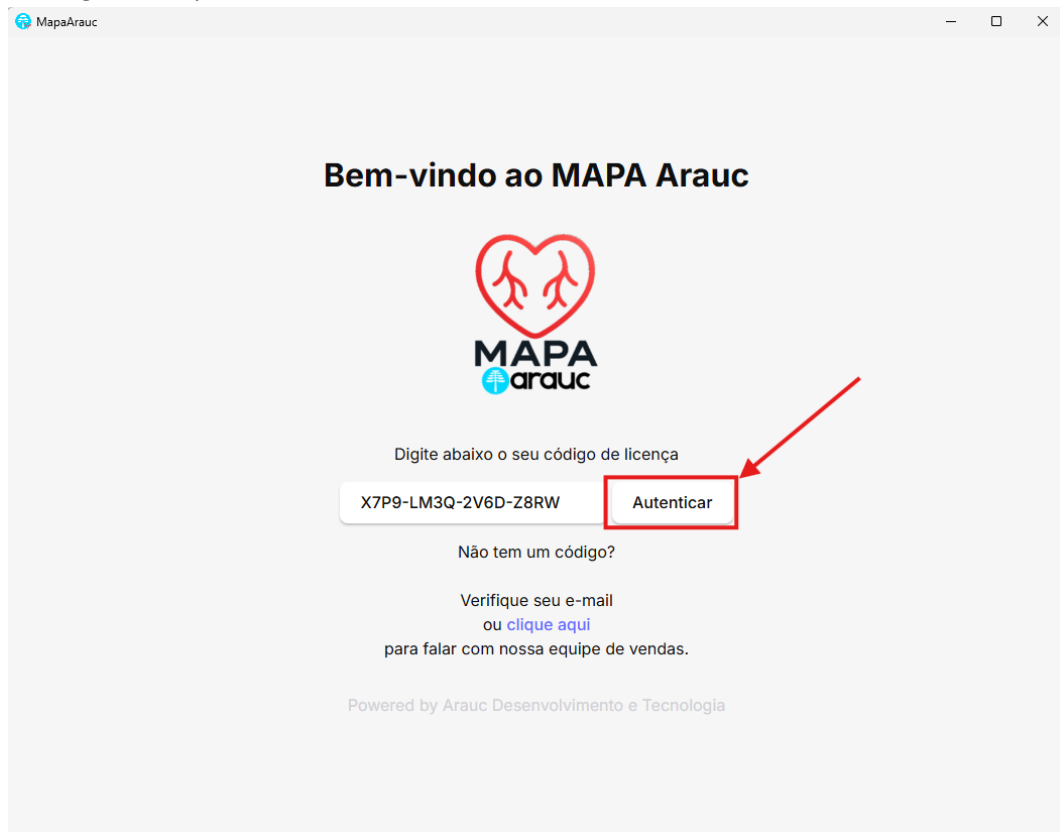 MapaArauc
Bem-vindo ao MAPA Arauc
MAPA
arauc
Digite abaixo o seu código de licença
X7P9-LM3Q-2V6D-Z8RW Autenticar
Não tem um código?
Verifique seu e-mail
ou clique aqui
para falar com nossa equipe de vendas.
Powered by Arauc Desenvolvimento e Tecnologia